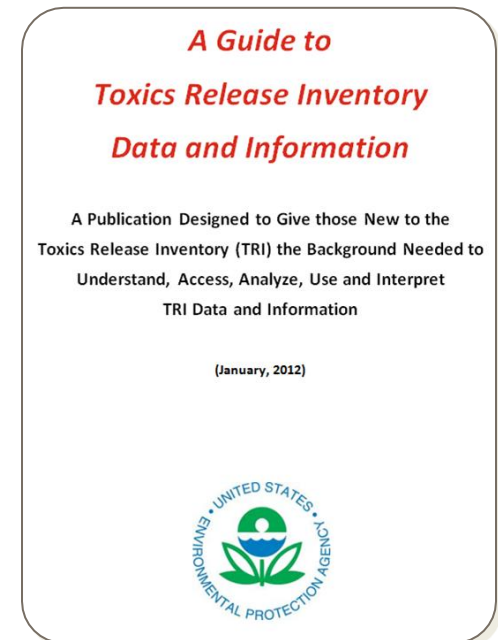 A Guide to
Toxics Release Inventory
Data and Information
A Publication Designed to Give those New to the
Toxics Release Inventory (TRI) the Background Needed to
Understand, Access, Analyze, Use and Interpret
TRI Data and Information
(January, 2012)
UNITED STATES
ENVIRONMENTAL PROTECTION AGENCY